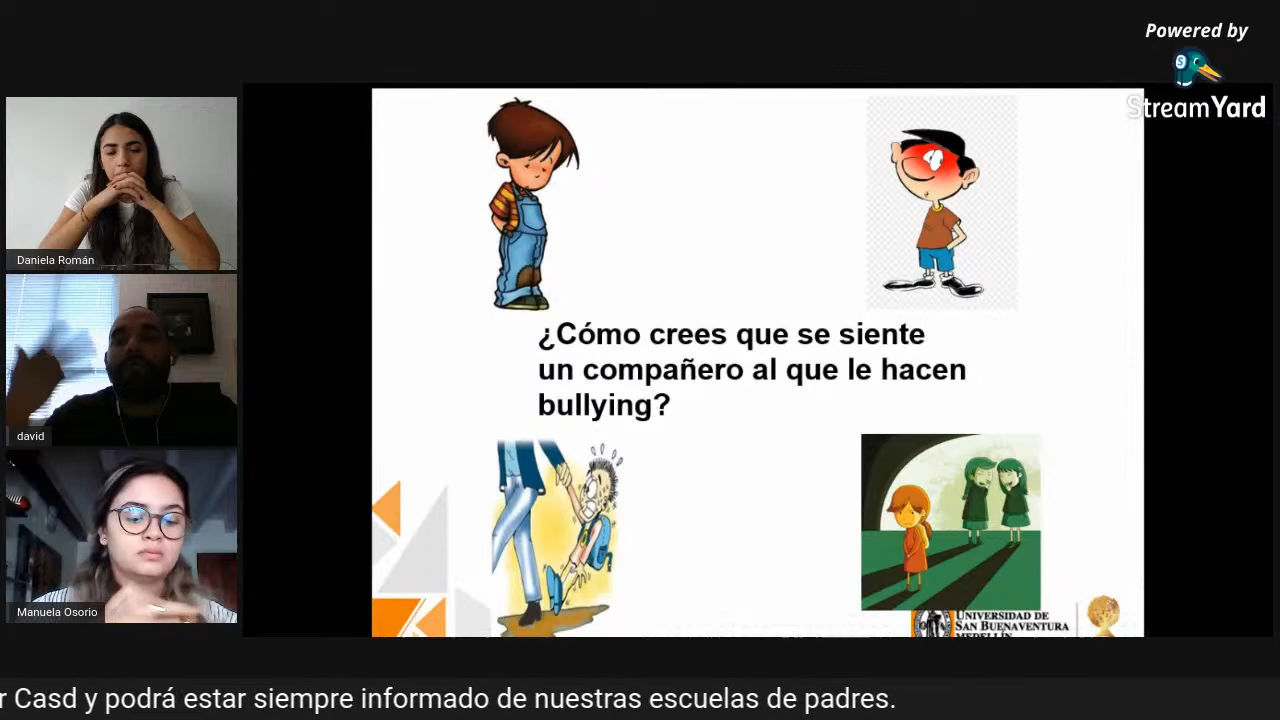 Powered by
StreamYard
Daniela Román
david
Manuela Osorio
¿Cómo crees que se siente
un compañero al que le hacen
bullying?
UNIVERSIDAD DE
SAN BUENAVENTURA
MEDELLÍN
r Casd y podrá estar siempre informado de nuestras escuelas de padres.